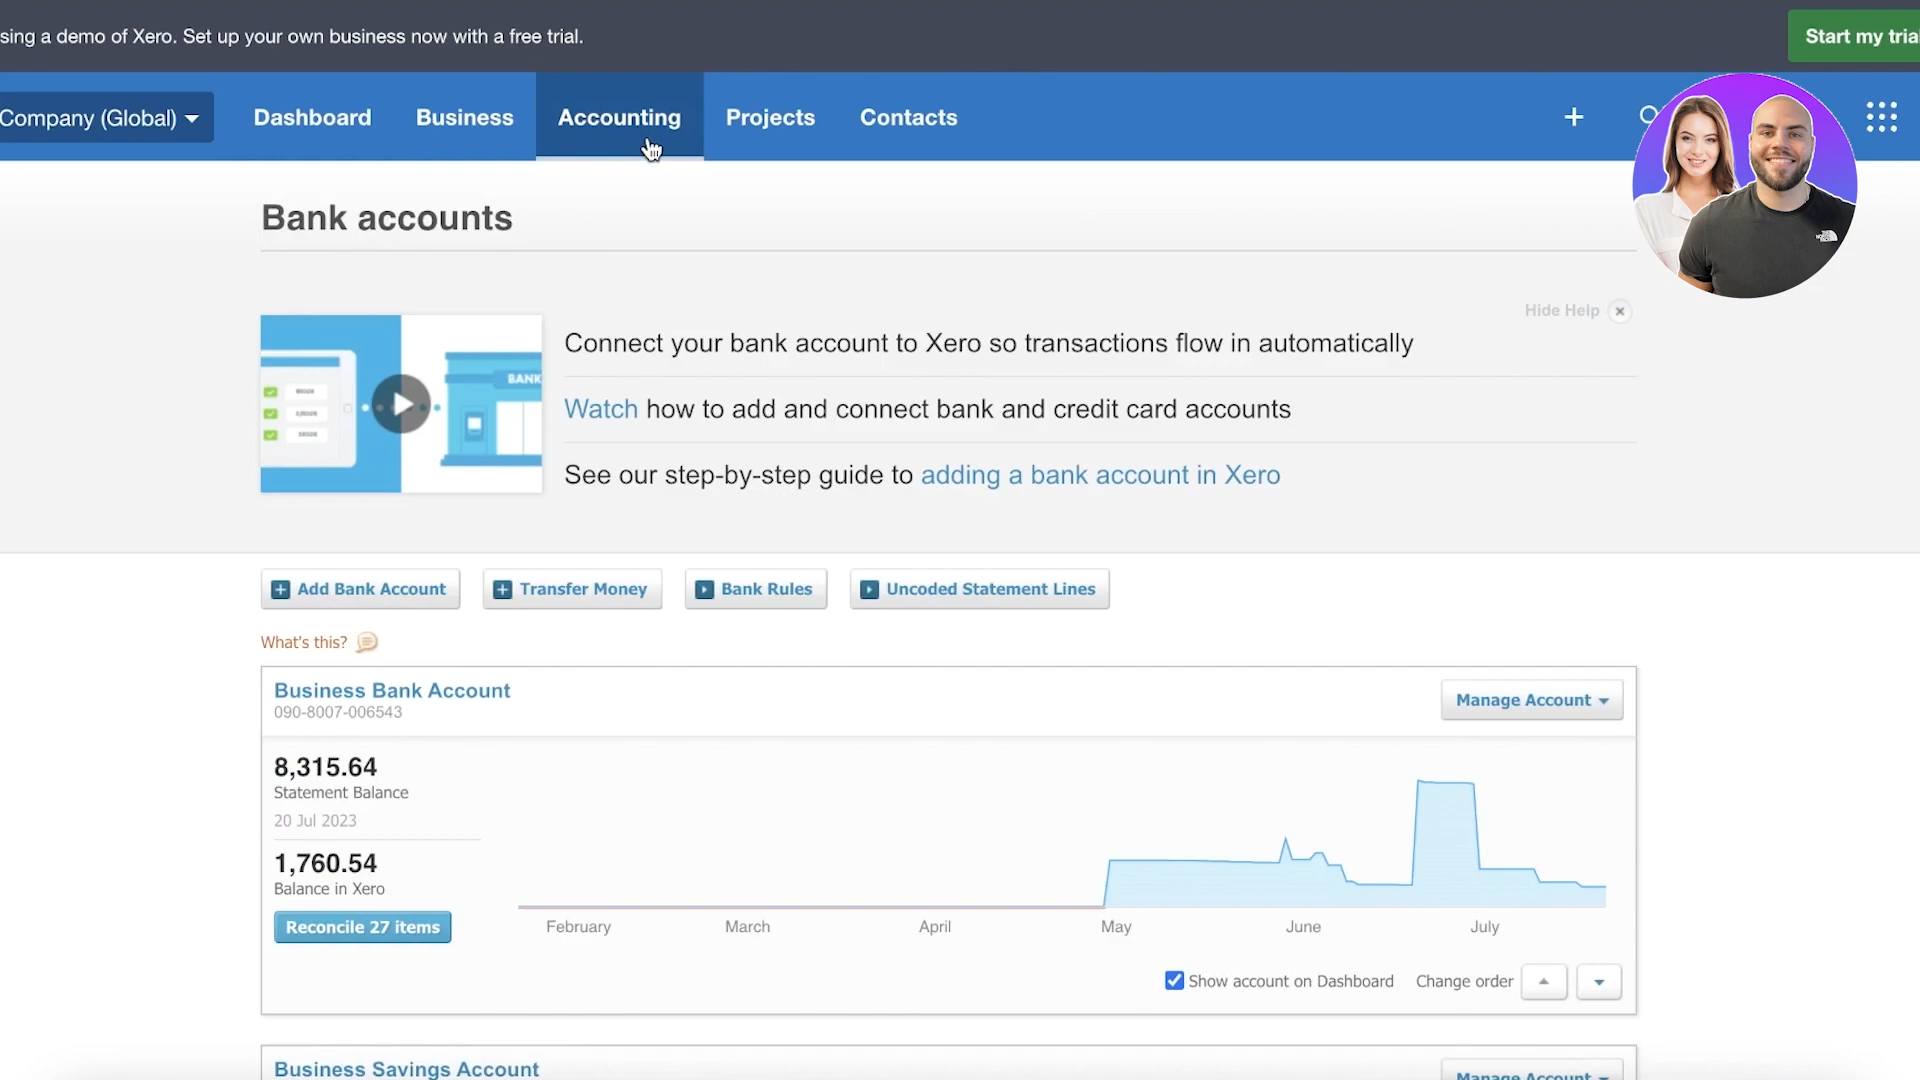 sing a demo of Xero. Set up your own business now with a free trial.
Start my tria
Company (Global)
Dashboard
Business
Accounting
Projects
Contacts
Bank accounts
Hide Help
BANK
Connect your bank account to Xero so transactions flow in automatically
Watch how to add and connect bank and credit card accounts
See our step-by-step guide to adding a bank account in Xero
Add Bank Account
Transfer Money
Bank Rules
Uncoded Statement Lines
What's this?
Business Bank Account
090-8007-006543
Manage Account
8,315.64
Statement Balance
20 Jul 2023
1,760.54
Balance in Xero
Reconcile 27 items
February
March
April
May
June
July
Show account on Dashboard
Change order
Business Savings Account
Manage Account